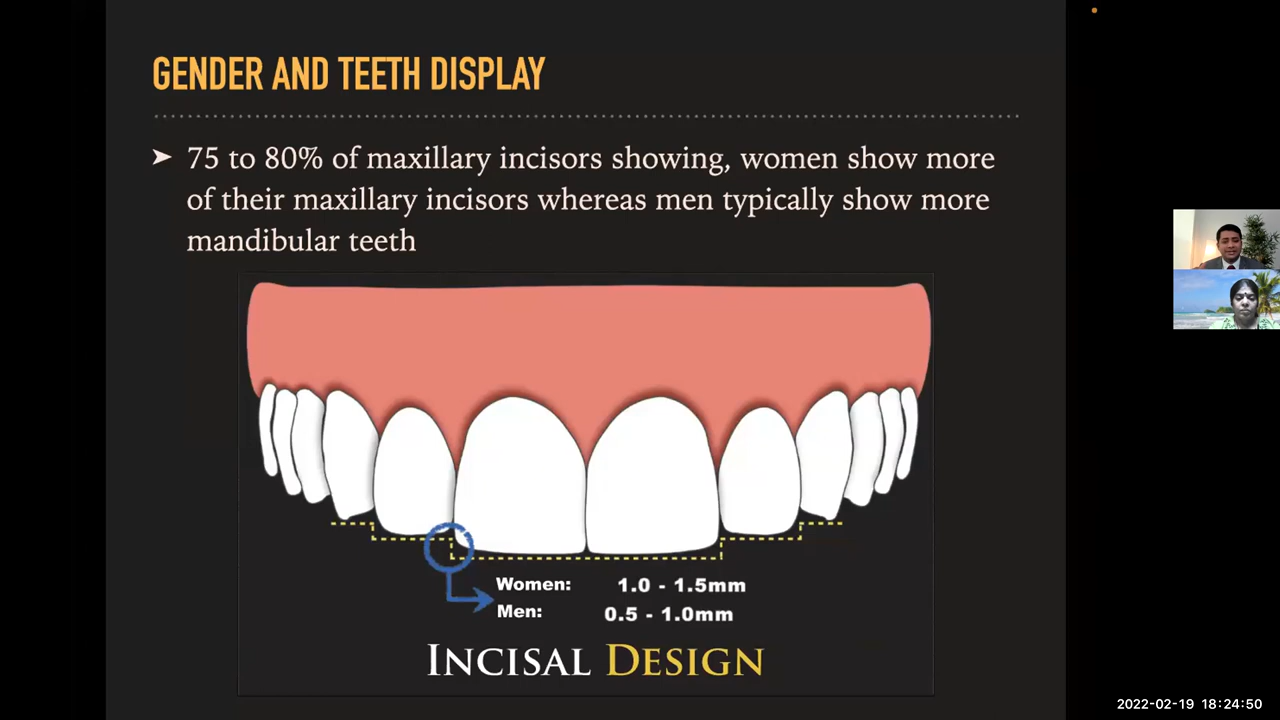 GENDER AND TEETH DISPLAY
➤ 75 to 80% of maxillary incisors showing, women show more
of their maxillary incisors whereas men typically show more
mandibular teeth
Women: 1.0 - 1.5mm
Men: 0.5 - 1.0mm
INCISAL DESIGN
2022-02-19 18:24:50